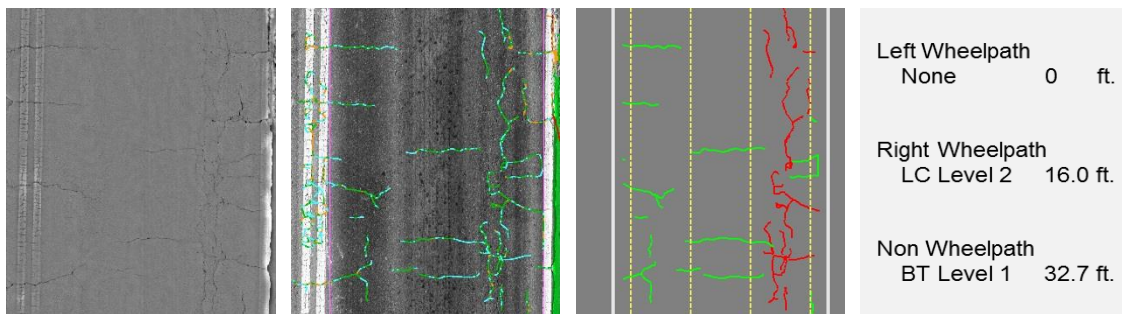 Left Wheelpath
None 0 ft.
Right Wheelpath
LC Level 2 16.0 ft.
Non Wheelpath
BT Level 1 32.7 ft.